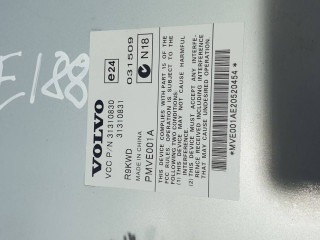 E/88
VOLVO
VCC P/N 31310830
31310831
R9KWD
MADE IN CHINA
PMVE001A
e24
031509
N18
THIS DEVICE COMPLIES WITH PART 15 OF THE
FCC RULES. OPERATION IS SUBJECT TO THE
FOLLOWING TWO CONDITIONS:
(1) THIS DEVICE MAY NOT CAUSE HARMFUL
INTERFERENCE, AND
(2) THIS DEVICE MUST ACCEPT ANY INTERFE-
RENCE RECEIVED INCLUDING INTERFERENCE
THAT MAY CAUSE UNDESIRED OPERATION.
*MVE001AE20520454*